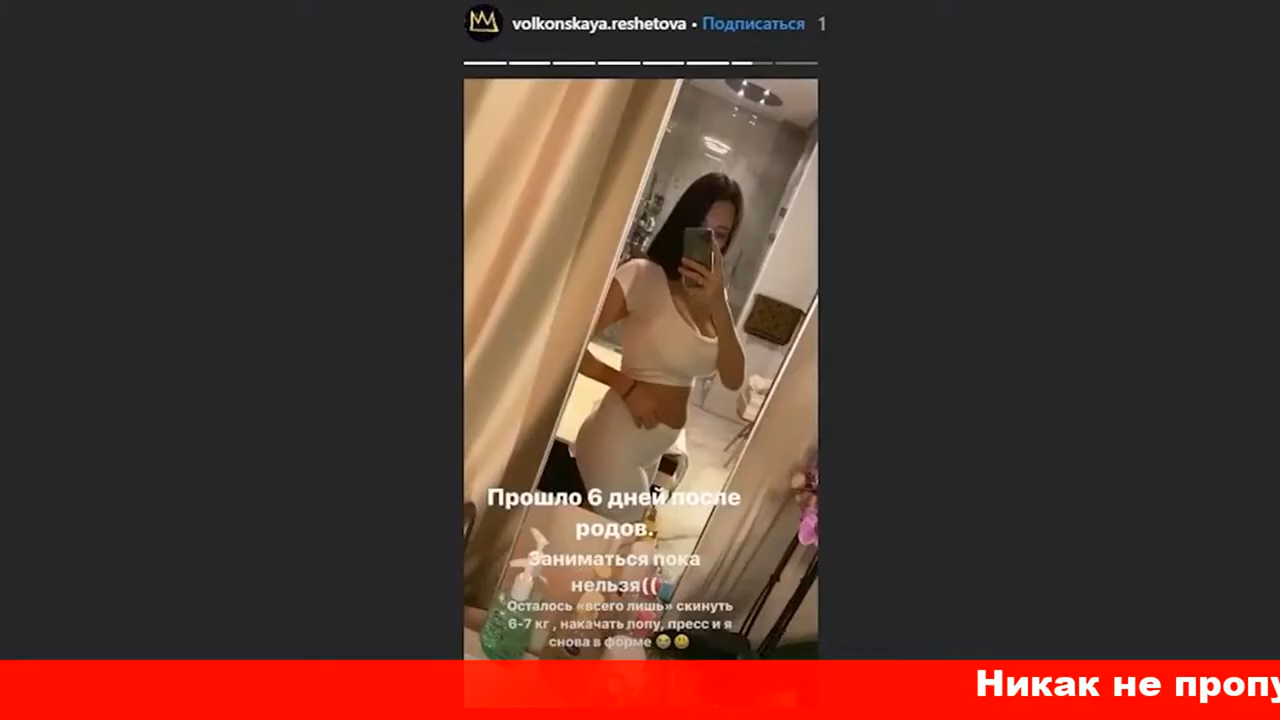 volkonskaya.reshetova • Подписаться 1
Прошло 6 дней после
родов.
Заниматься пока
нельзя((
Осталось «всего лишь» скинуть
6-7 кг , накачать попу, пресс и я
снова в форме 😭😀
Никак не пропу